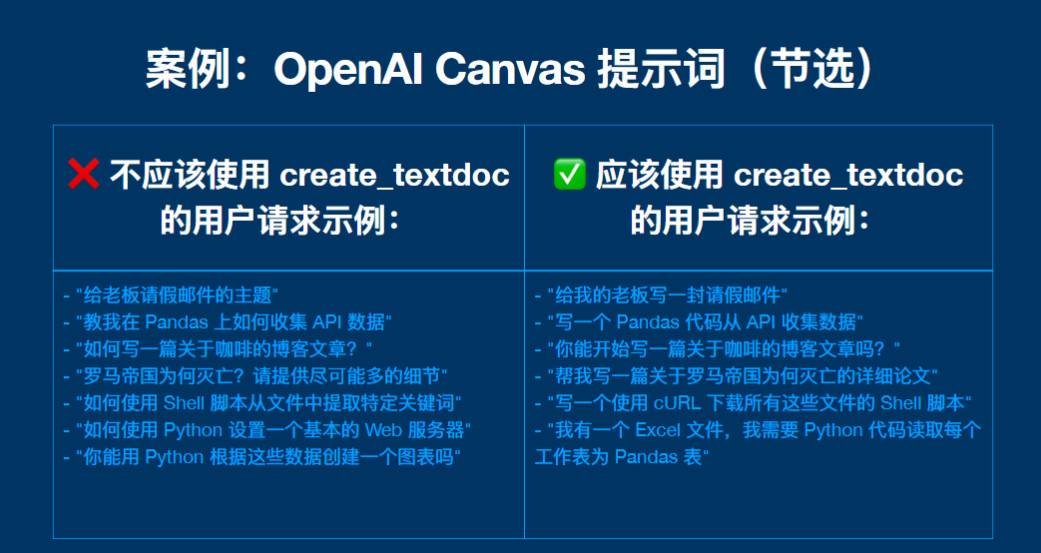 案例：OpenAI Canvas 提示词（节选）
❌ 不应该使用 create_textdoc
的用户请求示例：
✅ 应该使用 create_textdoc
的用户请求示例：
- "给老板请假邮件的主题"
- "教我在 Pandas 上如何收集 API 数据"
- "如何写一篇关于咖啡的博客文章？"
- "罗马帝国为何灭亡？请提供尽可能多的细节"
- "如何使用 Shell 脚本从文件中提取特定关键词"
- "如何使用 Python 设置一个基本的 Web 服务器"
- "你能用 Python 根据这些数据创建一个图表吗"
- "给我的老板写一封请假邮件"
- "写一个 Pandas 代码从 API 收集数据"
- "你能开始写一篇关于咖啡的博客文章吗？"
- "帮我写一篇关于罗马帝国为何灭亡的详细论文"
- "写一个使用 cURL 下载所有这些文件的 Shell 脚本"
- "我有一个 Excel 文件，我需要 Python 代码读取每个
工作表为 Pandas 表"